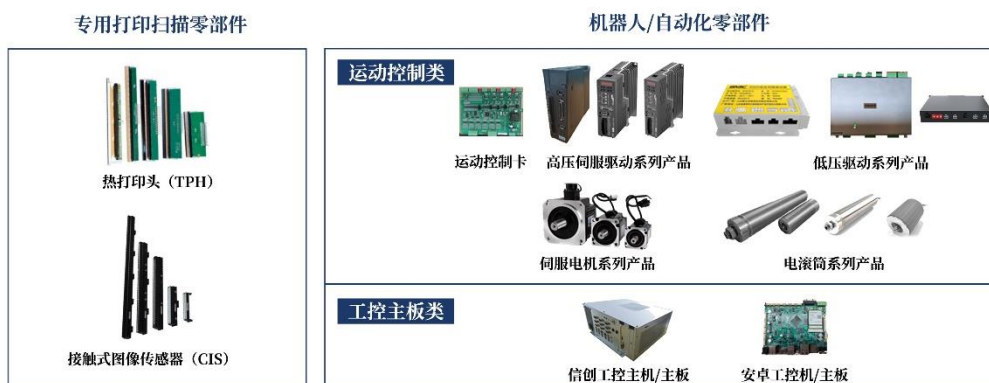 专用打印扫描零部件
热打印头（TPH）
接触式图像传感器（CIS）
机器人/自动化零部件
运动控制类
运动控制卡
高压伺服驱动系列产品
低压驱动系列产品
伺服电机系列产品
电滚筒系列产品
工控主板类
信创工控主机/主板
安卓工控机/主板